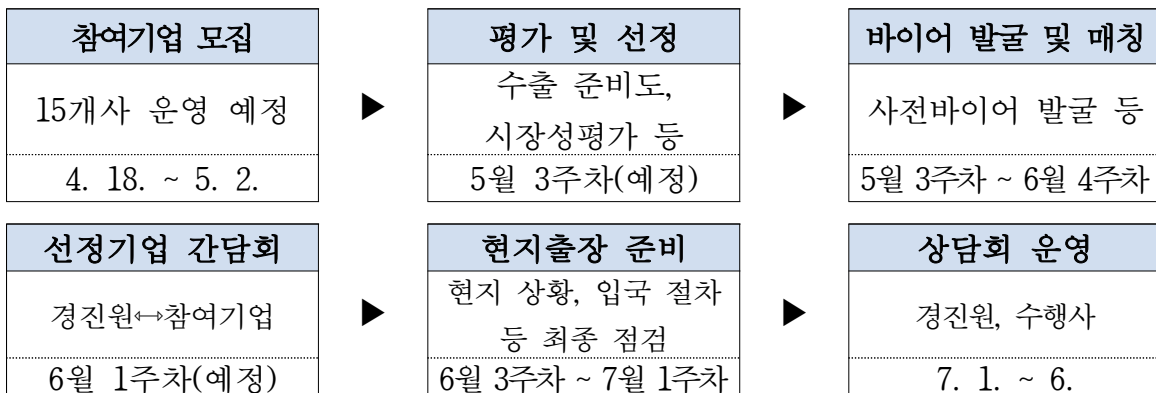 참여기업 모집
15개사 운영 예정
4. 18. ~ 5. 2.
▶
평가 및 선정
수출 준비도,
시장성평가 등
5월 3주차(예정)
▶
바이어 발굴 및 매칭
사전바이어 발굴 등
5월 3주차 ~ 6월 4주차
선정기업 간담회
경진원⇔참여기업
6월 1주차(예정)
▶
현지출장 준비
현지 상황, 입국 절차
등 최종 점검
6월 3주차 ~ 7월 1주차
▶
상담회 운영
경진원, 수행사
7. 1. ~ 6.